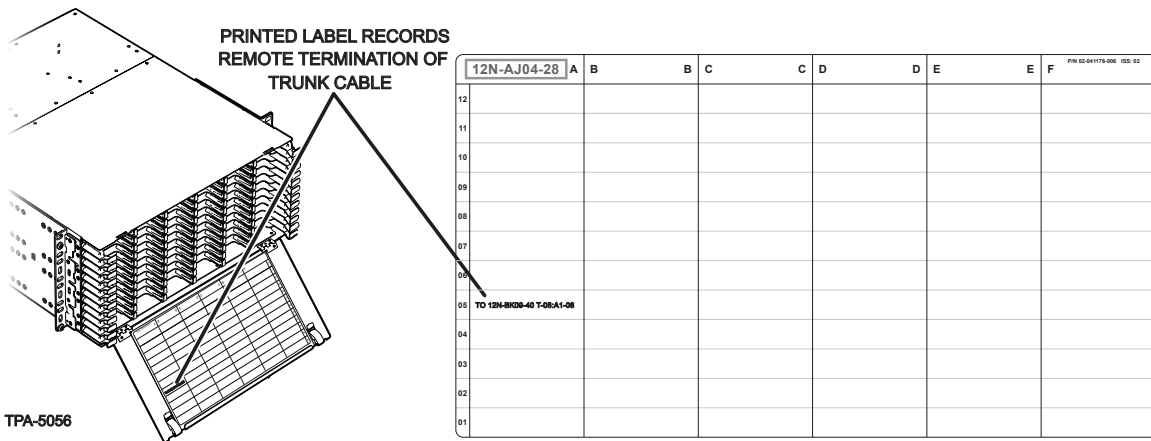 PRINTED LABEL RECORDS
REMOTE TERMINATION OF
TRUNK CABLE
12N-AJ04-28 A B B C C D D E E F P/N 02-041176-006 ISS: 02
12
11
10
09
08
07
06
05 TO 12N-BK09-40 T-08:A1-06
04
03
02
01
TPA-5056